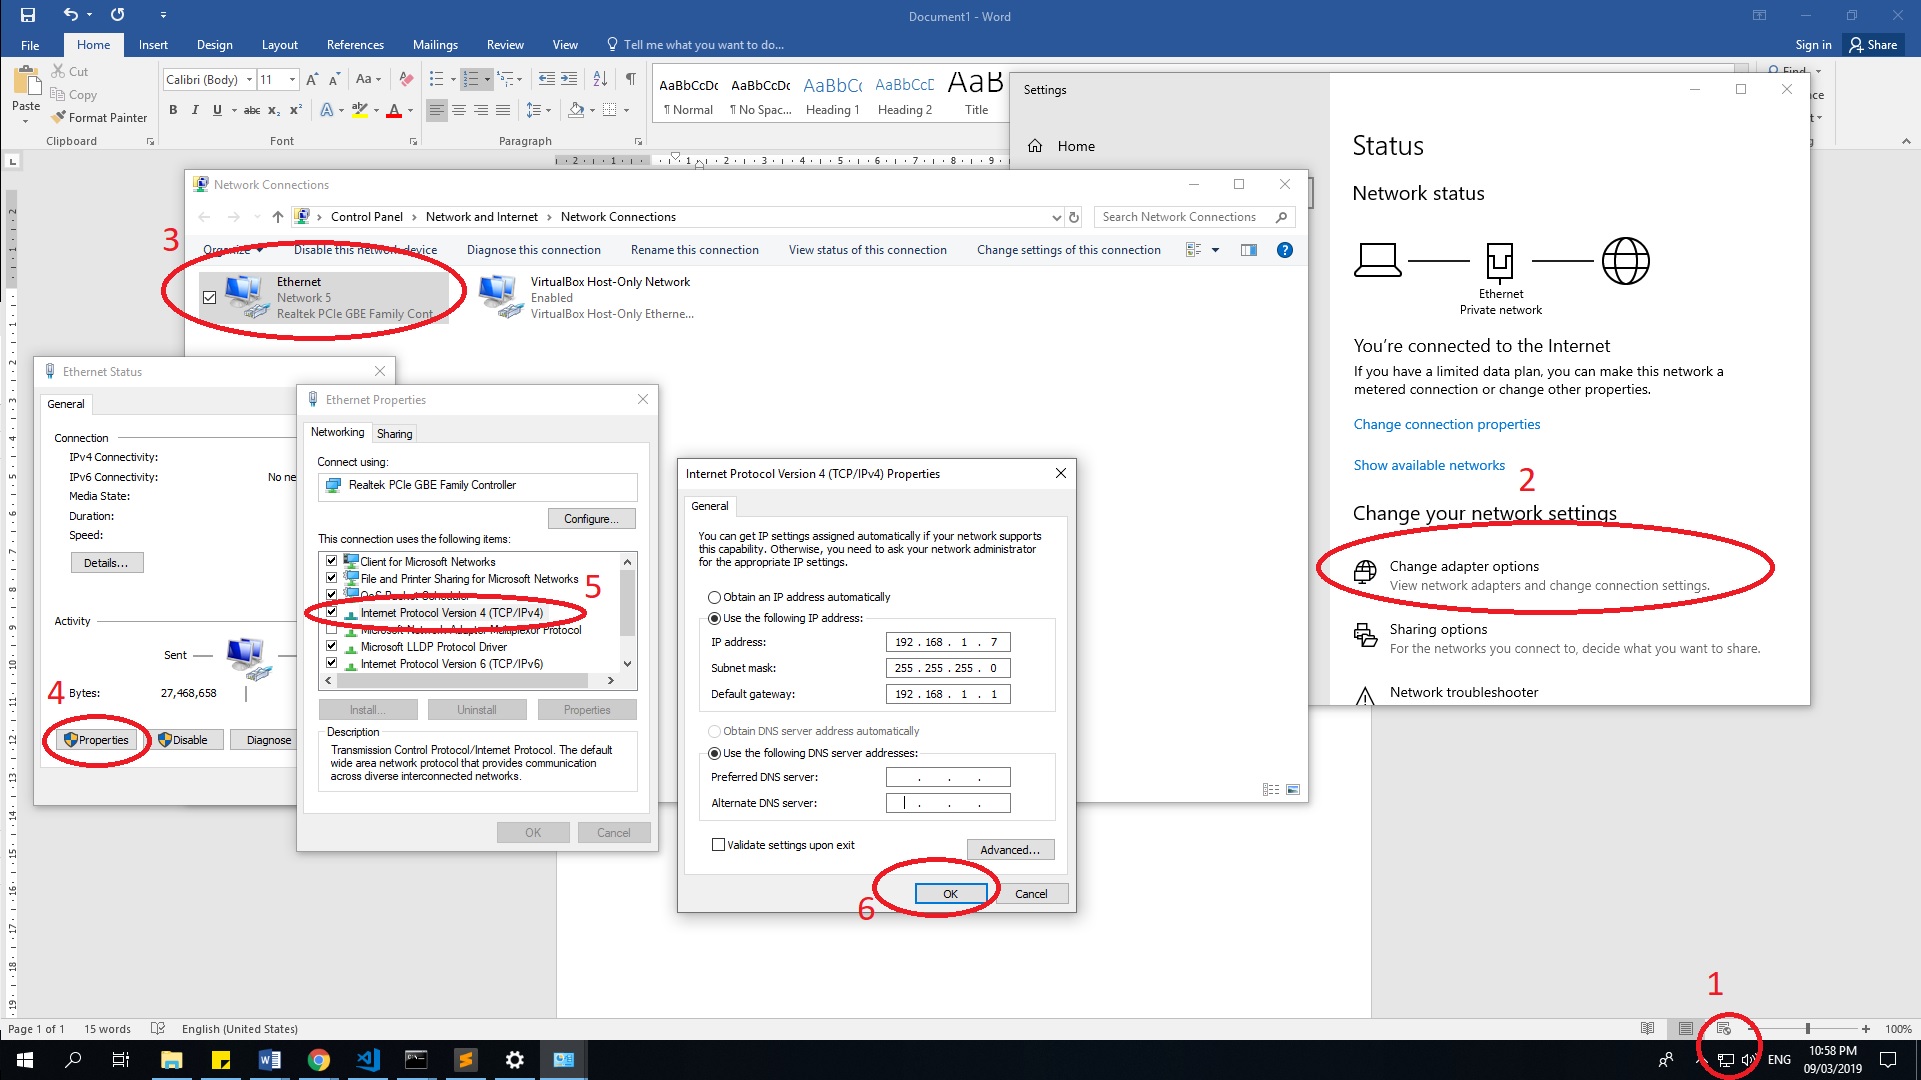 Document1 - Word
File Home Insert Design Layout References Mailings Review View Tell me what you want to do... Sign in Share
Paste
Cut
Copy
Format Painter
Clipboard
Calibri (Body) 11
Font
Paragraph
AaBbCcDc AaBbCcDc AaBbCc AaBbCcD AaB
¶ Normal ¶ No Spac... Heading 1 Heading 2 Title
Find
Settings
Home
Status
Network status
Ethernet
Private network
You're connected to the Internet
If you have a limited data plan, you can make this network a
metered connection or change other properties.
Change connection properties
Show available networks
2
Change your network settings
Change adapter options
View network adapters and change connection settings.
Sharing options
For the networks you connect to, decide what you want to share.
Network troubleshooter
Network Connections
Control Panel › Network and Internet › Network Connections
Search Network Connections
3
Organize Disable this network device Diagnose this connection Rename this connection View status of this connection Change settings of this connection
Ethernet
Network 5
Realtek PCIe GBE Family Cont
VirtualBox Host-Only Network
Enabled
VirtualBox Host-Only Etherne...
Ethernet Status
General
Connection
IPv4 Connectivity:
IPv6 Connectivity: No ne
Media State:
Duration:
Speed:
Details...
Activity
Sent
4
Bytes: 27,468,658
Properties Disable Diagnose
Ethernet Properties
Networking Sharing
Connect using:
Realtek PCIe GBE Family Controller
Configure...
This connection uses the following items:
Client for Microsoft Networks
File and Printer Sharing for Microsoft Networks
QoS Packet Scheduler
5
Internet Protocol Version 4 (TCP/IPv4)
Microsoft Network Adapter Multiplexor Protocol
Microsoft LLDP Protocol Driver
Internet Protocol Version 6 (TCP/IPv6)
Install... Uninstall Properties
Description
Transmission Control Protocol/Internet Protocol. The default
wide area network protocol that provides communication
across diverse interconnected networks.
OK Cancel
Internet Protocol Version 4 (TCP/IPv4) Properties
General
You can get IP settings assigned automatically if your network supports
this capability. Otherwise, you need to ask your network administrator
for the appropriate IP settings.
Obtain an IP address automatically
Use the following IP address:
IP address: 192 . 168 . 1 . 7
Subnet mask: 255 . 255 . 255 . 0
Default gateway: 192 . 168 . 1 . 1
Obtain DNS server address automatically
Use the following DNS server addresses:
Preferred DNS server: . . .
Alternate DNS server: . . .
Validate settings upon exit
Advanced...
6
OK Cancel
1
Page 1 of 1 15 words English (United States) 100%
ENG
10:58 PM
09/03/2019